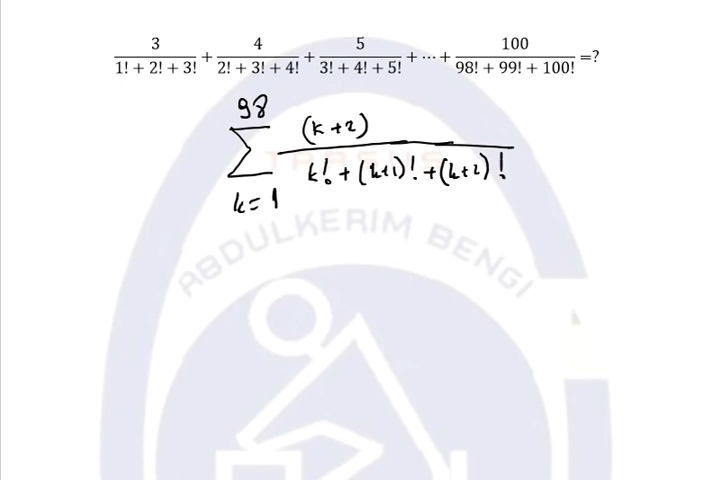 3/(1! + 2! + 3!) + 4/(2! + 3! + 4!) + 5/(3! + 4! + 5!) + ⋯ + 100/(98! + 99! + 100!) =?
98
∑ (k+2)/(k! + (k+1)! + (k+2)!)
k=1
ABDULKERIM BENGI